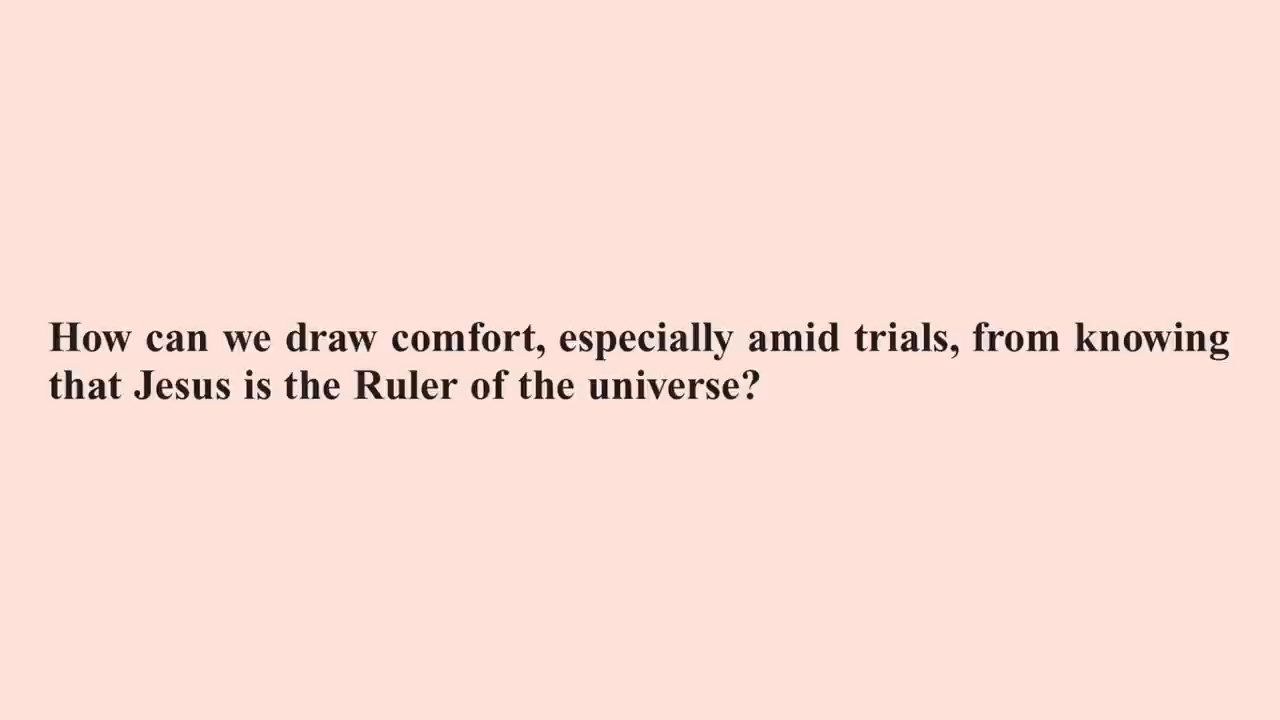 How can we draw comfort, especially amid trials, from knowing
that Jesus is the Ruler of the universe?